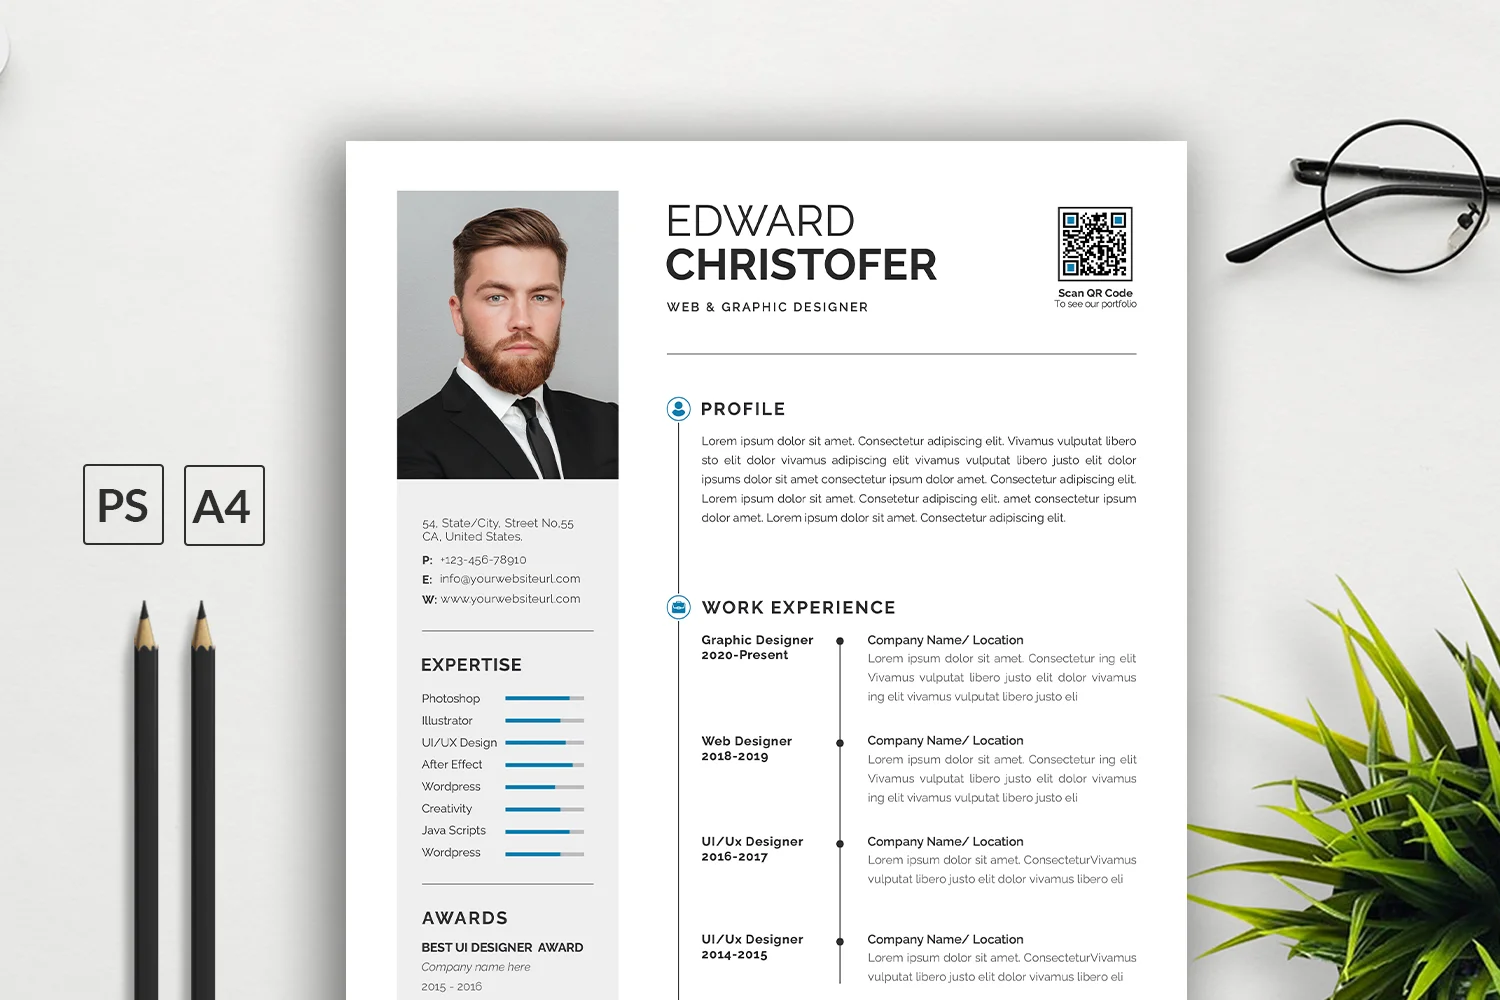 PS
A4
EDWARD
CHRISTOFER
WEB & GRAPHIC DESIGNER
Scan QR Code
To see our portfolio
54, State/City, Street No,55
CA, United States.
P: +123-456-78910
E: info@yourwebsiteurl.com
W: www.yourwebsiteurl.com
EXPERTISE
Photoshop
Illustrator
UI/UX Design
After Effect
Wordpress
Creativity
Java Scripts
Wordpress
AWARDS
BEST UI DESIGNER AWARD
Company name here
2015 - 2016
PROFILE
Lorem ipsum dolor sit amet. Consectetur adipiscing elit. Vivamus vulputat libero
sto elit dolor vivamus adipiscing elit vivamus vulputat libero justo elit dolor
ipsums dolor sit amet consectetur ipsum dolor amet. Consectetur adipiscing elit.
Lorem ipsum dolor sit amet. Consetetur adipiscing elit. amet consectetur ipsum
dolor amet. Lorem ipsum dolor sit amet. Consectetur adipiscing elit.
WORK EXPERIENCE
Graphic Designer
2020-Present
Company Name/ Location
Lorem ipsum dolor sit amet. Consectetur ing elit
Vivamus vulputat libero justo elit dolor vivamus
ing elit vivamus vulputat libero justo eli
Web Designer
2018-2019
Company Name/ Location
Lorem ipsum dolor sit amet. Consectetur ing elit
Vivamus vulputat libero justo elit dolor vivamus
ing elit vivamus vulputat libero justo eli
UI/Ux Designer
2016-2017
Company Name/ Location
Lorem ipsum dolor sit amet. ConsecteturVivamus
vulputat libero justo elit dolor vivamus libero eli
UI/Ux Designer
2014-2015
Company Name/ Location
Lorem ipsum dolor sit amet. ConsecteturVivamus
vulputat libero justo elit dolor vivamus libero eli